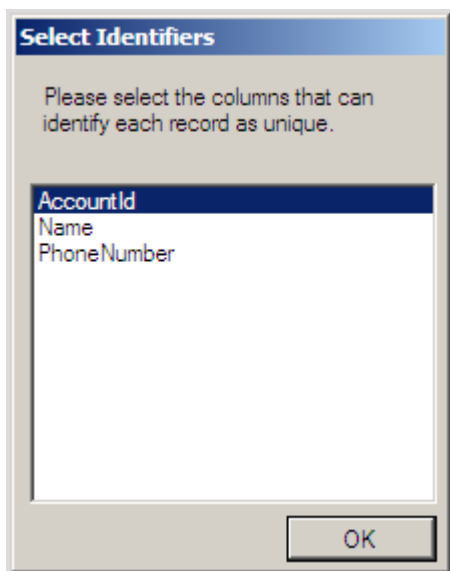 Select Identifiers
Please select the columns that can
identify each record as unique.
AccountId
Name
PhoneNumber
OK